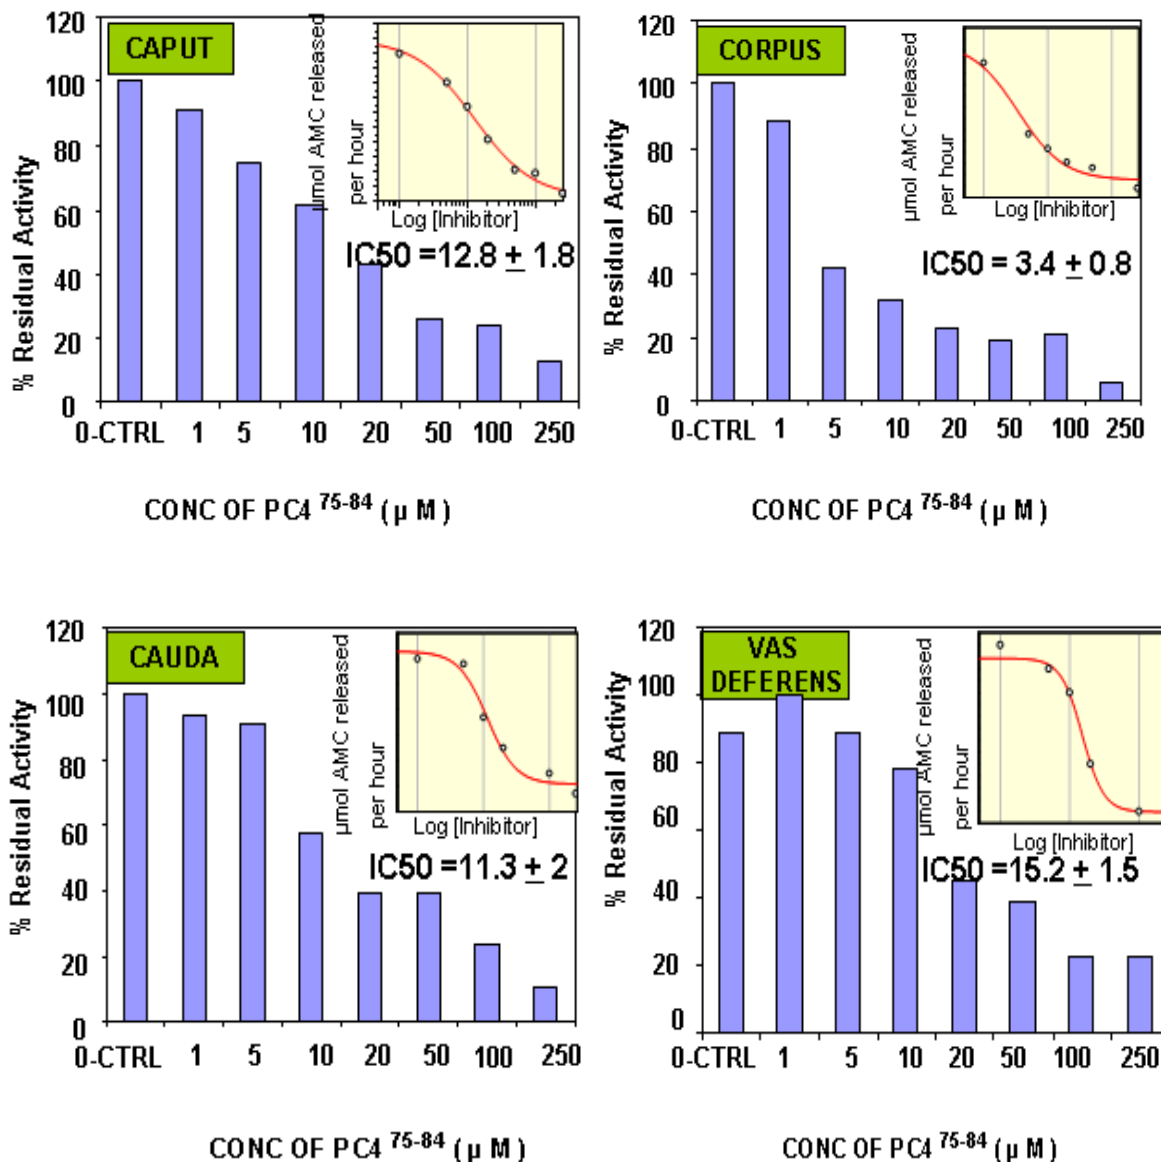 CAPUT
% Residual Activity
120
100
80
60
40
20
0
0-CTRL 1 5 10 20 50 100 250
CONC OF PC4 75-84 (µ M)
µmol AMC released
per hour
Log [Inhibitor]
IC50 =12.8 ± 1.8
CORPUS
% Residual Activity
120
100
80
60
40
20
0
0-CTRL 1 5 10 20 50 100 250
CONC OF PC4 75-84 (µ M)
µmol AMC released
per hour
Log [Inhibitor]
IC50 = 3.4 ± 0.8
CAUDA
% Residual Activity
120
100
80
60
40
20
0
0-CTRL 1 5 10 20 50 100 250
CONC OF PC4 75-84 (µ M)
µmol AMC released
per hour
Log [Inhibitor]
IC50 =11.3 ± 2
VAS
DEFERENS
% Residual Activity
120
100
80
60
40
20
0
0-CTRL 1 5 10 20 50 100 250
CONC OF PC4 75-84 (µ M)
µmol AMC released
per hour
Log [Inhibitor]
IC50 =15.2 ± 1.5